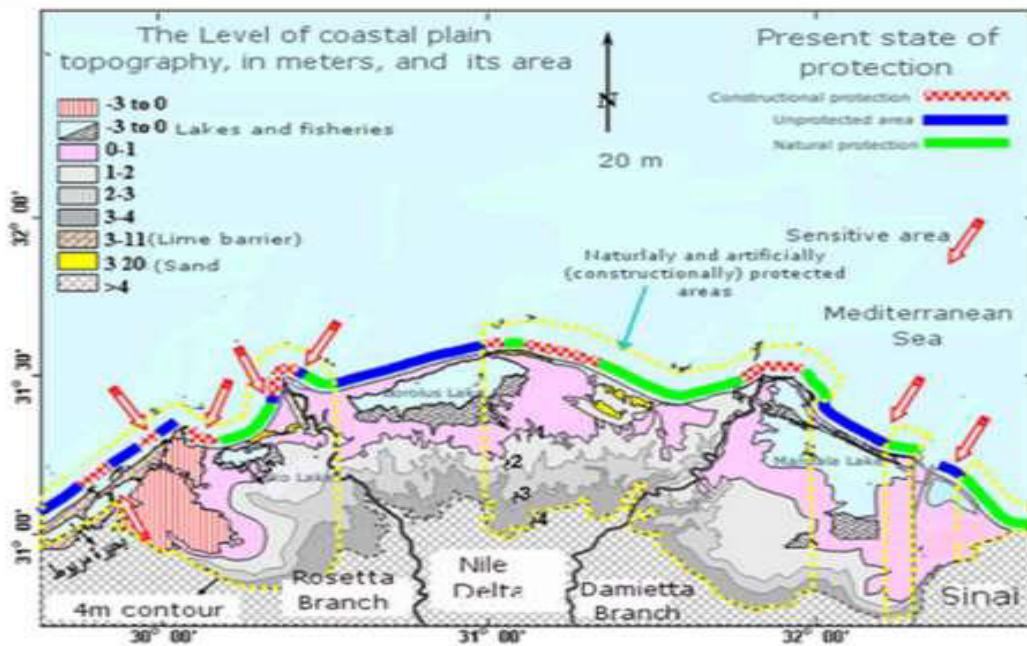 The Level of coastal plain
topography, in meters, and its area
-3 to 0
-3 to 0 Lakes and fisheries
0-1
1-2
2-3
3-4
3-11(Lime barrier)
3 20 (Sand
>4
N
20 m
Present state of
protection
Constructional protection
Unprotected area
Natural protection
Sensitive area
Naturlaly and artificially
(constructionally) protected
areas
Mediterranean
Sea
32° 00'
31° 30'
31° 00'
Lake
1
2
3
4
4m contour
Rosetta
Branch
Nile
Delta
Damietta
Branch
Sinai
30° 00'
31° 00'
32° 00'